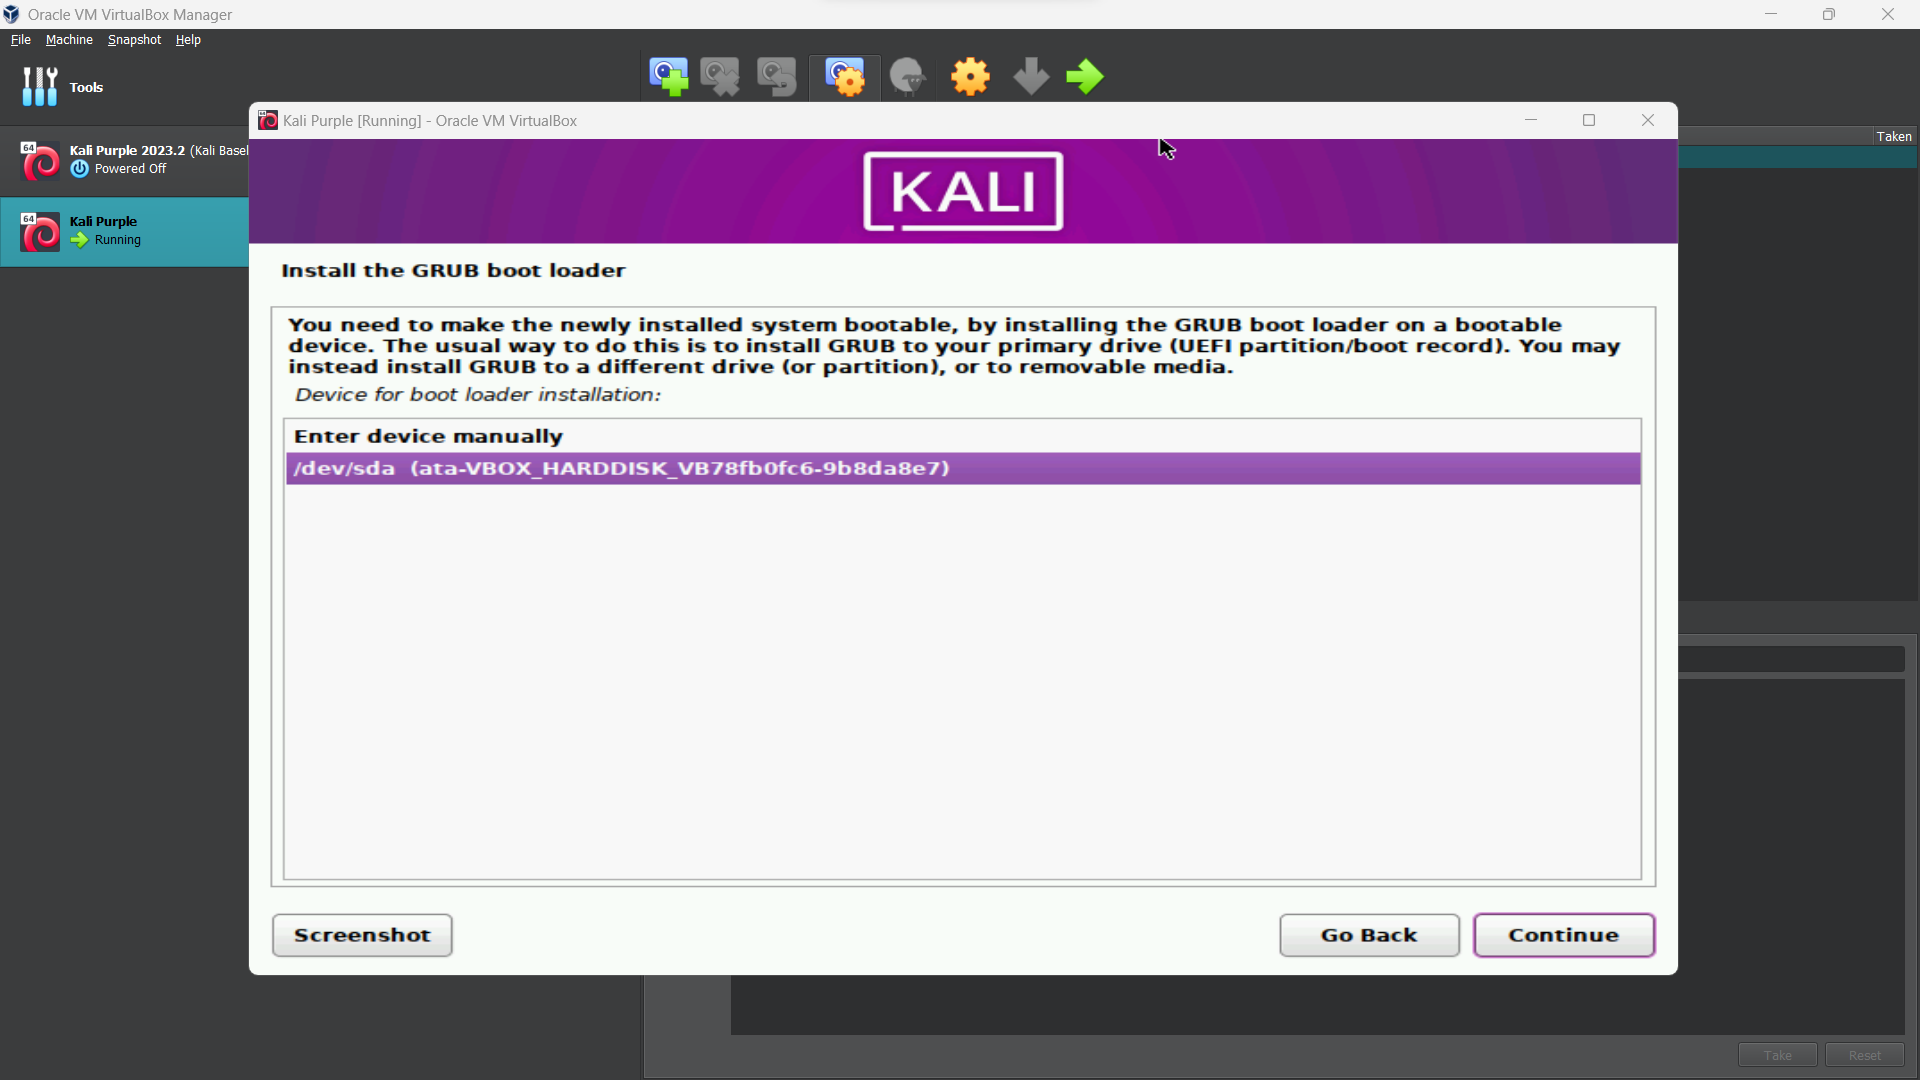 Oracle VM VirtualBox Manager
File Machine Snapshot Help
Tools
Kali Purple [Running] - Oracle VM VirtualBox
Taken
64
Kali Purple 2023.2 (Kali Basel
Powered Off
KALI
64
Kali Purple
Running
Install the GRUB boot loader
You need to make the newly installed system bootable, by installing the GRUB boot loader on a bootable
device. The usual way to do this is to install GRUB to your primary drive (UEFI partition/boot record). You may
instead install GRUB to a different drive (or partition), or to removable media.
Device for boot loader installation:
Enter device manually
/dev/sda (ata-VBOX_HARDDISK_VB78fb0fc6-9b8da8e7)
Screenshot
Go Back
Continue
Take
Reset